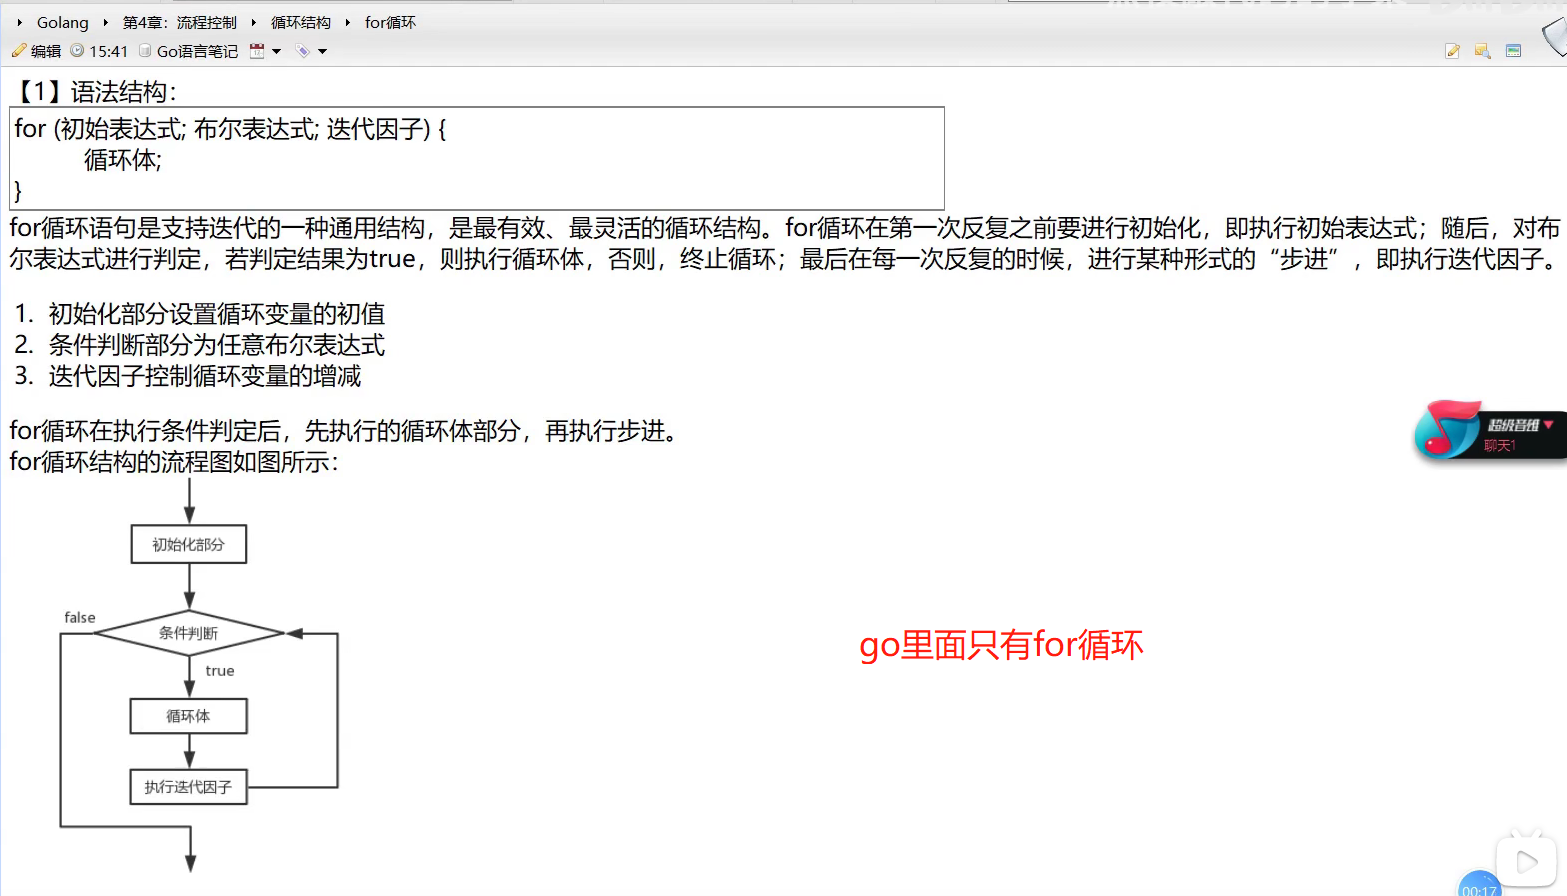 Golang 第4章：流程控制 循环结构 for循环
编辑 15:41 Go语言笔记
【1】语法结构：
for (初始表达式; 布尔表达式; 迭代因子) {
循环体;
}
for循环语句是支持迭代的一种通用结构，是最有效、最灵活的循环结构。for循环在第一次反复之前要进行初始化，即执行初始表达式；随后，对布
尔表达式进行判定，若判定结果为true，则执行循环体，否则，终止循环；最后在每一次反复的时候，进行某种形式的“步进”，即执行迭代因子。
1. 初始化部分设置循环变量的初值
2. 条件判断部分为任意布尔表达式
3. 迭代因子控制循环变量的增减
for循环在执行条件判定后，先执行的循环体部分，再执行步进。
for循环结构的流程图如图所示：
超级音雄
聊天1
初始化部分
false
条件判断
true
go里面只有for循环
循环体
执行迭代因子
00:17